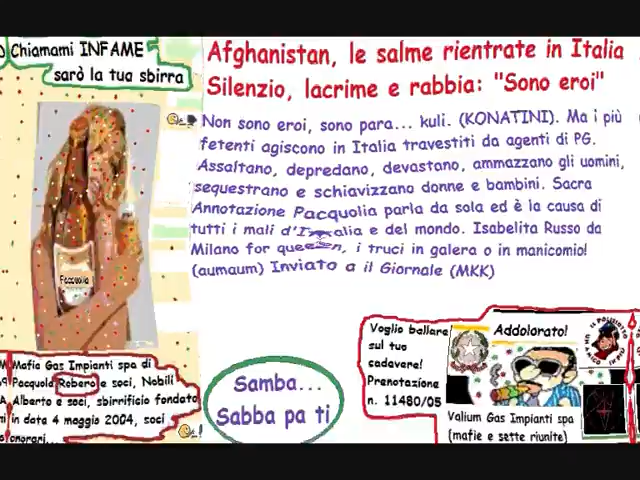 Chiamami INFAME
sarò la tua sbirra
Afghanistan, le salme rientrate in Italia
Silenzio, lacrime e rabbia: "Sono eroi"
Non sono eroi, sono para... kuli. (KONATINI). Ma i più
fetenti agiscono in Italia travestiti da agenti di PG.
Assaltano, depredano, devastano, ammazzano gli uomini,
sequestrano e schiavizzano donne e bambini. Sacra
Annotazione Pacquolia parla da sola ed è la causa di
tutti i mali d'Italia e del mondo. Isabelita Russo da
Milano for queeeen, i truci in galera o in manicomio!
(aumaum) Inviato a il Giornale (MKK)
Pacquolia
Mafia Gas Impianti spa di
Pacquola Robero e soci, Nobili
Alberto e soci, sbirrificio fondato
in data 4 maggio 2004, soci
onorari...
Samba...
Sabba pa ti
Voglio ballare
sul tuo
cadavere!
Prenotazione
n. 11480/05
Addolorato!
IL POLIZIOTTO
Valium Gas Impianti spa
(mafie e sette riunite)